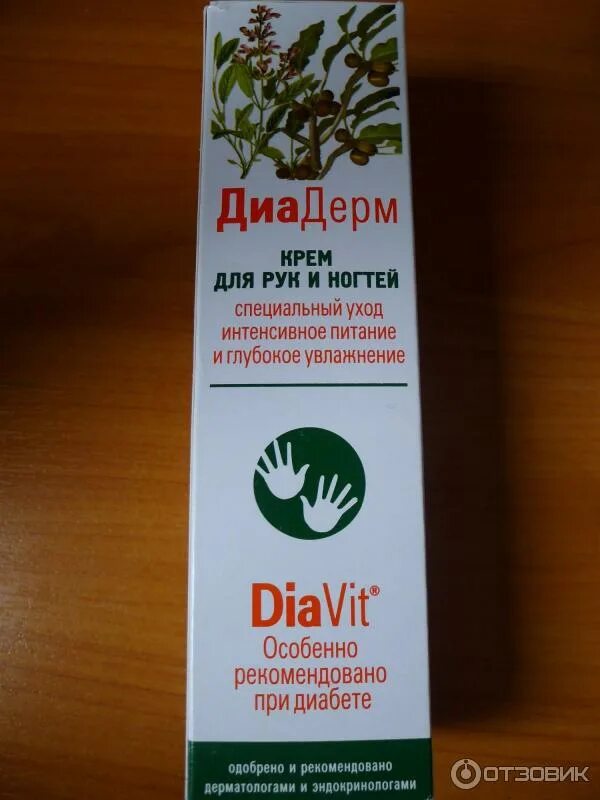 ДиаДерм
КРЕМ
ДЛЯ РУК И НОГТЕЙ
специальный уход
интенсивное питание
и глубокое увлажнение
DiaVit®
Особенно
рекомендовано
при диабете
одобрено и рекомендовано
дерматологами и эндокринологами
ОТЗОВИК